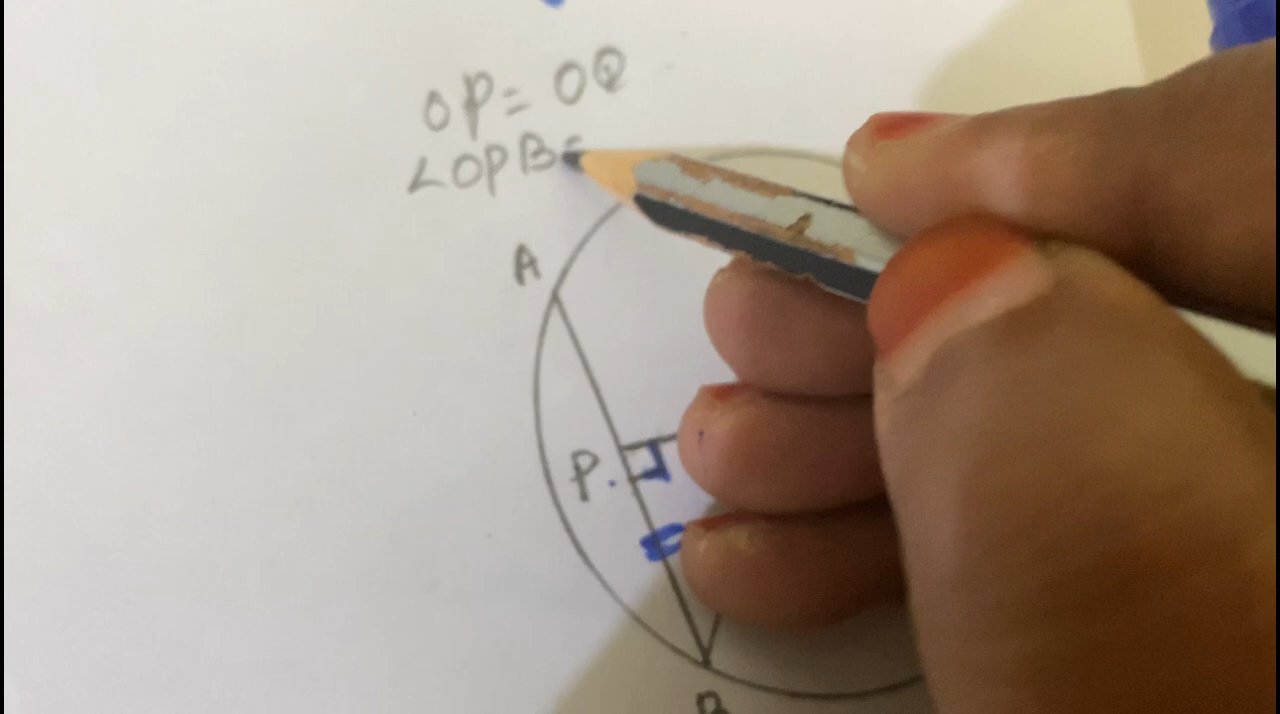 OP = OQ
∠OPB =
A
P.
B